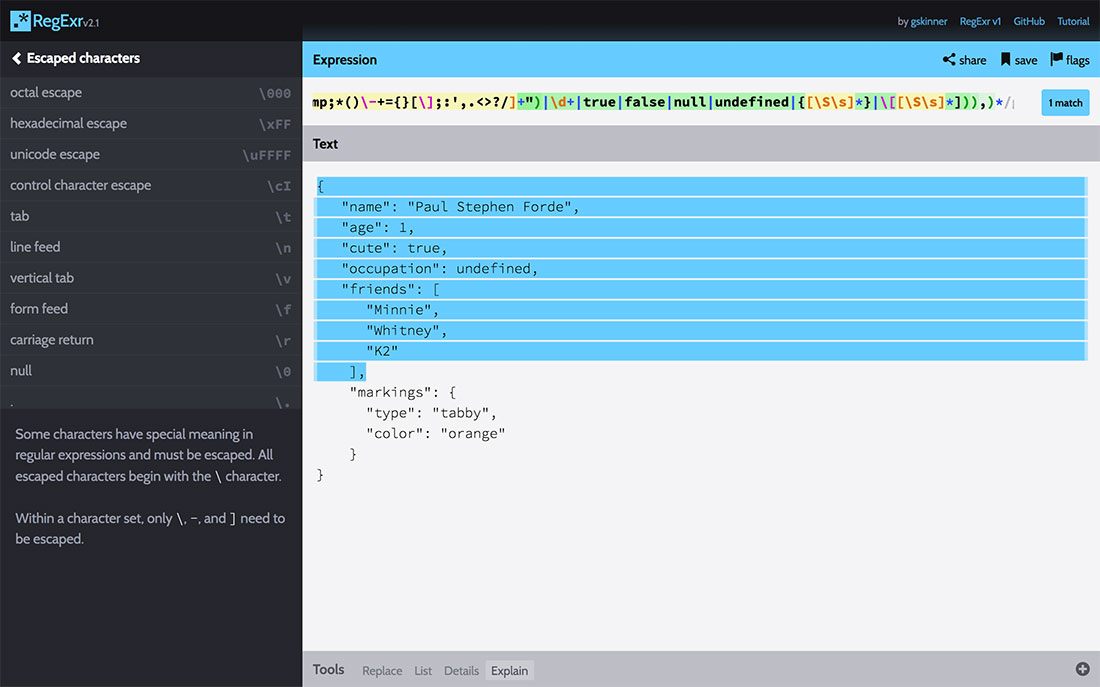 RegExr v2.1
by gskinner RegExr v1 GitHub Tutorial
Escaped characters
octal escape \000
hexadecimal escape \xFF
unicode escape \uFFFF
control character escape \cI
tab \t
line feed \n
vertical tab \v
form feed \f
carriage return \r
null \0
. \.
Some characters have special meaning in
regular expressions and must be escaped. All
escaped characters begin with the \ character.
Within a character set, only \, -, and ] need to
be escaped.
Expression share save flags
mp;*()\-+={}[\];:',.<>?/]+")|\d+|true|false|null|undefined|{[\S\s]*}|\[[\S\s]*])),)*/
1 match
Text
{
"name": "Paul Stephen Forde",
"age": 1,
"cute": true,
"occupation": undefined,
"friends": [
"Minnie",
"Whitney",
"K2"
],
"markings": {
"type": "tabby",
"color": "orange"
}
}
Tools Replace List Details Explain